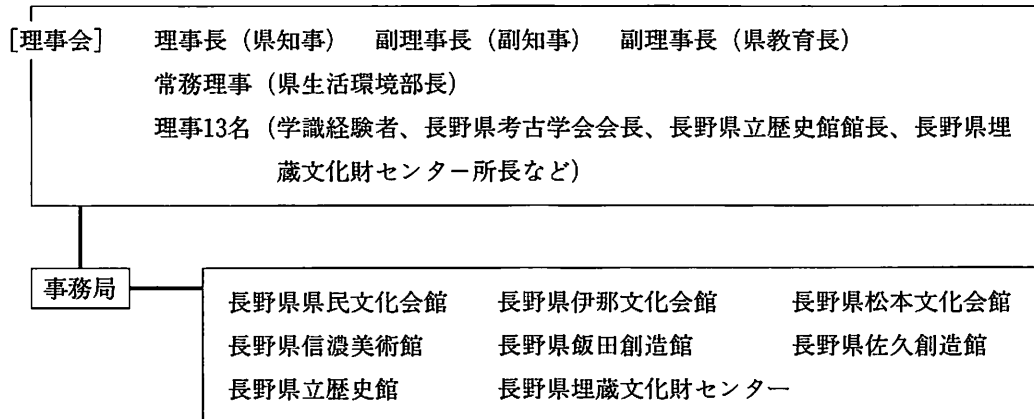 [理事会] 理事長（県知事） 副理事長（副知事） 副理事長（県教育長）
常務理事（県生活環境部長）
理事13名（学識経験者、長野県考古学会会長、長野県立歴史館館長、長野県埋
蔵文化財センター所長など）
事務局
長野県県民文化会館 長野県伊那文化会館 長野県松本文化会館
長野県信濃美術館 長野県飯田創造館 長野県佐久創造館
長野県立歴史館 長野県埋蔵文化財センター